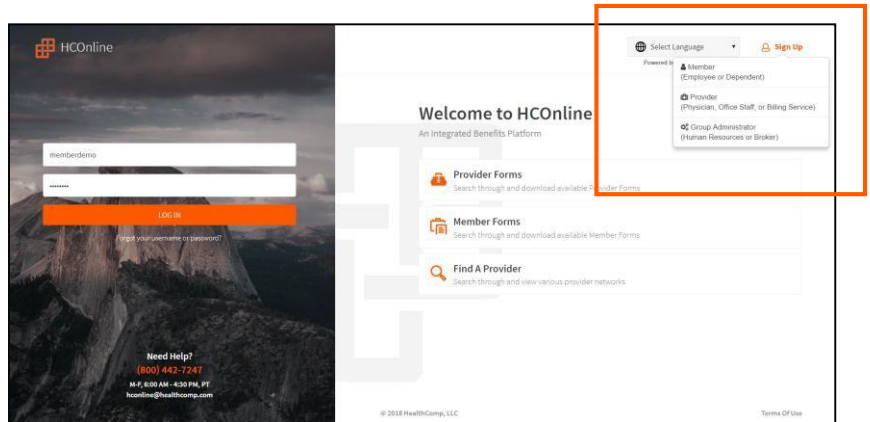 HCOnline
memberdemo
••••••••
LOG IN
Forgot your username or password?
Need Help?
(800) 442-7247
M-F, 6:00 AM - 4:30 PM, PT
hconline@healthcomp.com
Select Language
Sign Up
Powered
Member
(Employee or Dependent)
Provider
(Physician, Office Staff, or Billing Service)
Group Administrator
(Human Resources or Broker)
Welcome to HCOnline
An Integrated Benefits Platform
Provider Forms
Search through and download available Provider Forms
Member Forms
Search through and download available Member Forms
Find A Provider
Search through and view various provider networks
© 2018 HealthComp, LLC
Terms Of Use